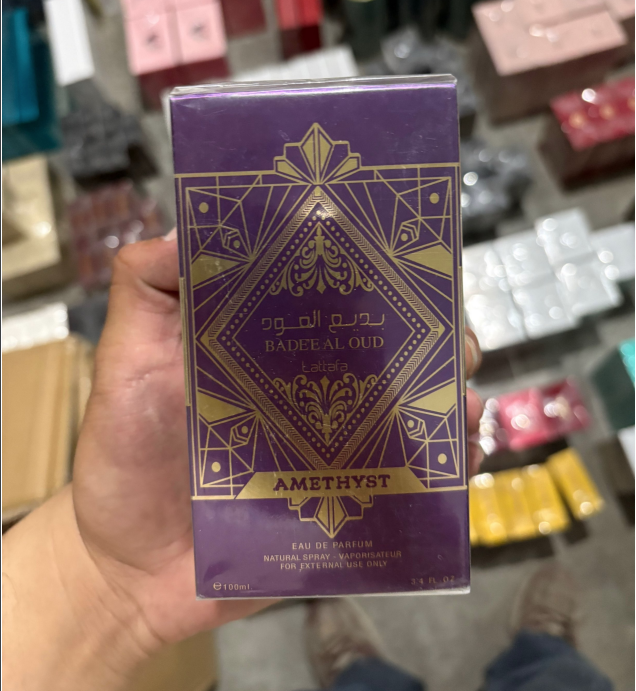 بديع العود
BADEE AL OUD
Lattafa
AMETHYST
EAU DE PARFUM
NATURAL SPRAY - VAPORISATEUR
FOR EXTERNAL USE ONLY
℮100ml
3.4 FL OZ